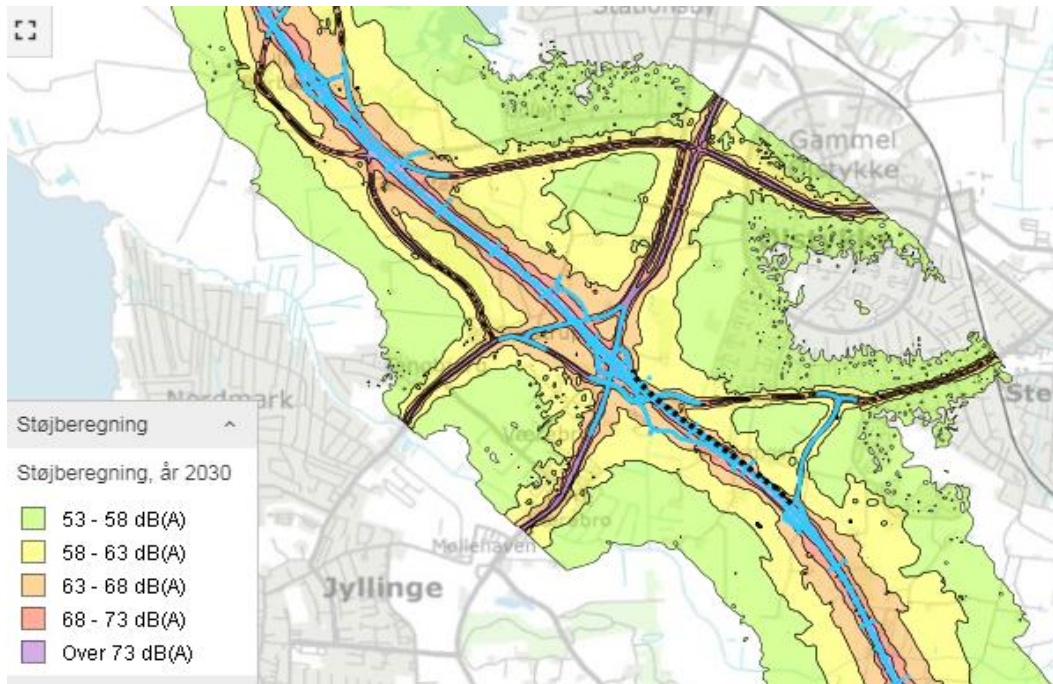 Gammel
Nordmark
Jyllinge
Møllehaven
Støjberegning
Støjberegning, år 2030
53 - 58 dB(A)
58 - 63 dB(A)
63 - 68 dB(A)
68 - 73 dB(A)
Over 73 dB(A)